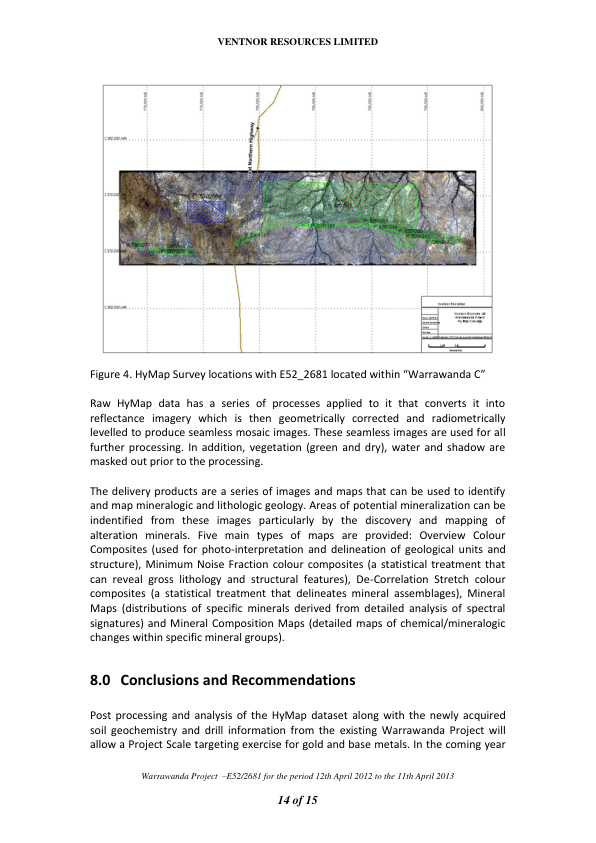 VENTNOR RESOURCES LIMITED
Northern Highway
Figure 4. HyMap Survey locations with E52_2681 located within “Warrawanda C”
Raw HyMap data has a series of processes applied to it that converts it into
reflectance imagery which is then geometrically corrected and radiometrically
levelled to produce seamless mosaic images. These seamless images are used for all
further processing. In addition, vegetation (green and dry), water and shadow are
masked out prior to the processing.
The delivery products are a series of images and maps that can be used to identify
and map mineralogic and lithologic geology. Areas of potential mineralization can be
indentified from these images particularly by the discovery and mapping of
alteration minerals. Five main types of maps are provided: Overview Colour
Composites (used for photo-interpretation and delineation of geological units and
structure), Minimum Noise Fraction colour composites (a statistical treatment that
can reveal gross lithology and structural features), De-Correlation Stretch colour
composites (a statistical treatment that delineates mineral assemblages), Mineral
Maps (distributions of specific minerals derived from detailed analysis of spectral
signatures) and Mineral Composition Maps (detailed maps of chemical/mineralogic
changes within specific mineral groups).
8.0 Conclusions and Recommendations
Post processing and analysis of the HyMap dataset along with the newly acquired
soil geochemistry and drill information from the existing Warrawanda Project will
allow a Project Scale targeting exercise for gold and base metals. In the coming year
Warrawanda Project –E52/2681 for the period 12th April 2012 to the 11th April 2013
14 of 15